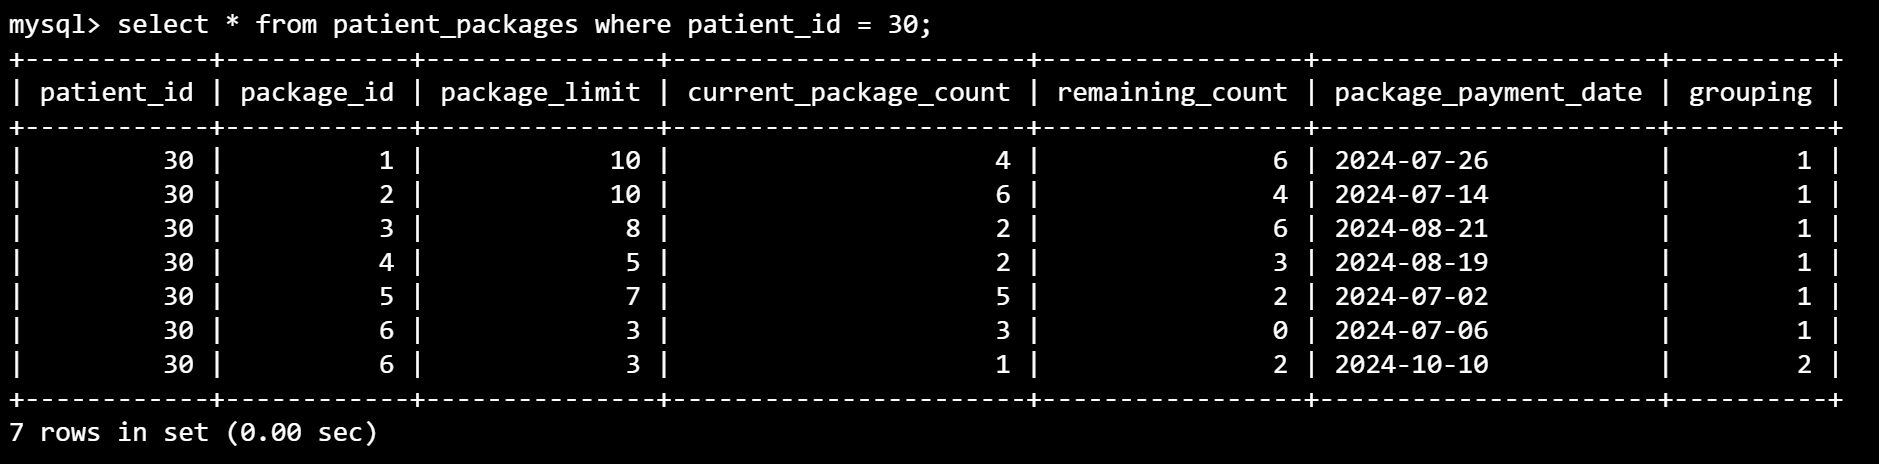 mysql> select * from patient_packages where patient_id = 30;
+------------+------------+---------------+-----------------------+-----------------+----------------------+----------+
| patient_id | package_id | package_limit | current_package_count | remaining_count | package_payment_date | grouping |
+------------+------------+---------------+-----------------------+-----------------+----------------------+----------+
|         30 |          1 |            10 |                     4 |               6 | 2024-07-26           |        1 |
|         30 |          2 |            10 |                     6 |               4 | 2024-07-14           |        1 |
|         30 |          3 |             8 |                     2 |               6 | 2024-08-21           |        1 |
|         30 |          4 |             5 |                     2 |               3 | 2024-08-19           |        1 |
|         30 |          5 |             7 |                     5 |               2 | 2024-07-02           |        1 |
|         30 |          6 |             3 |                     3 |               0 | 2024-07-06           |        1 |
|         30 |          6 |             3 |                     1 |               2 | 2024-10-10           |        2 |
+------------+------------+---------------+-----------------------+-----------------+----------------------+----------+
7 rows in set (0.00 sec)